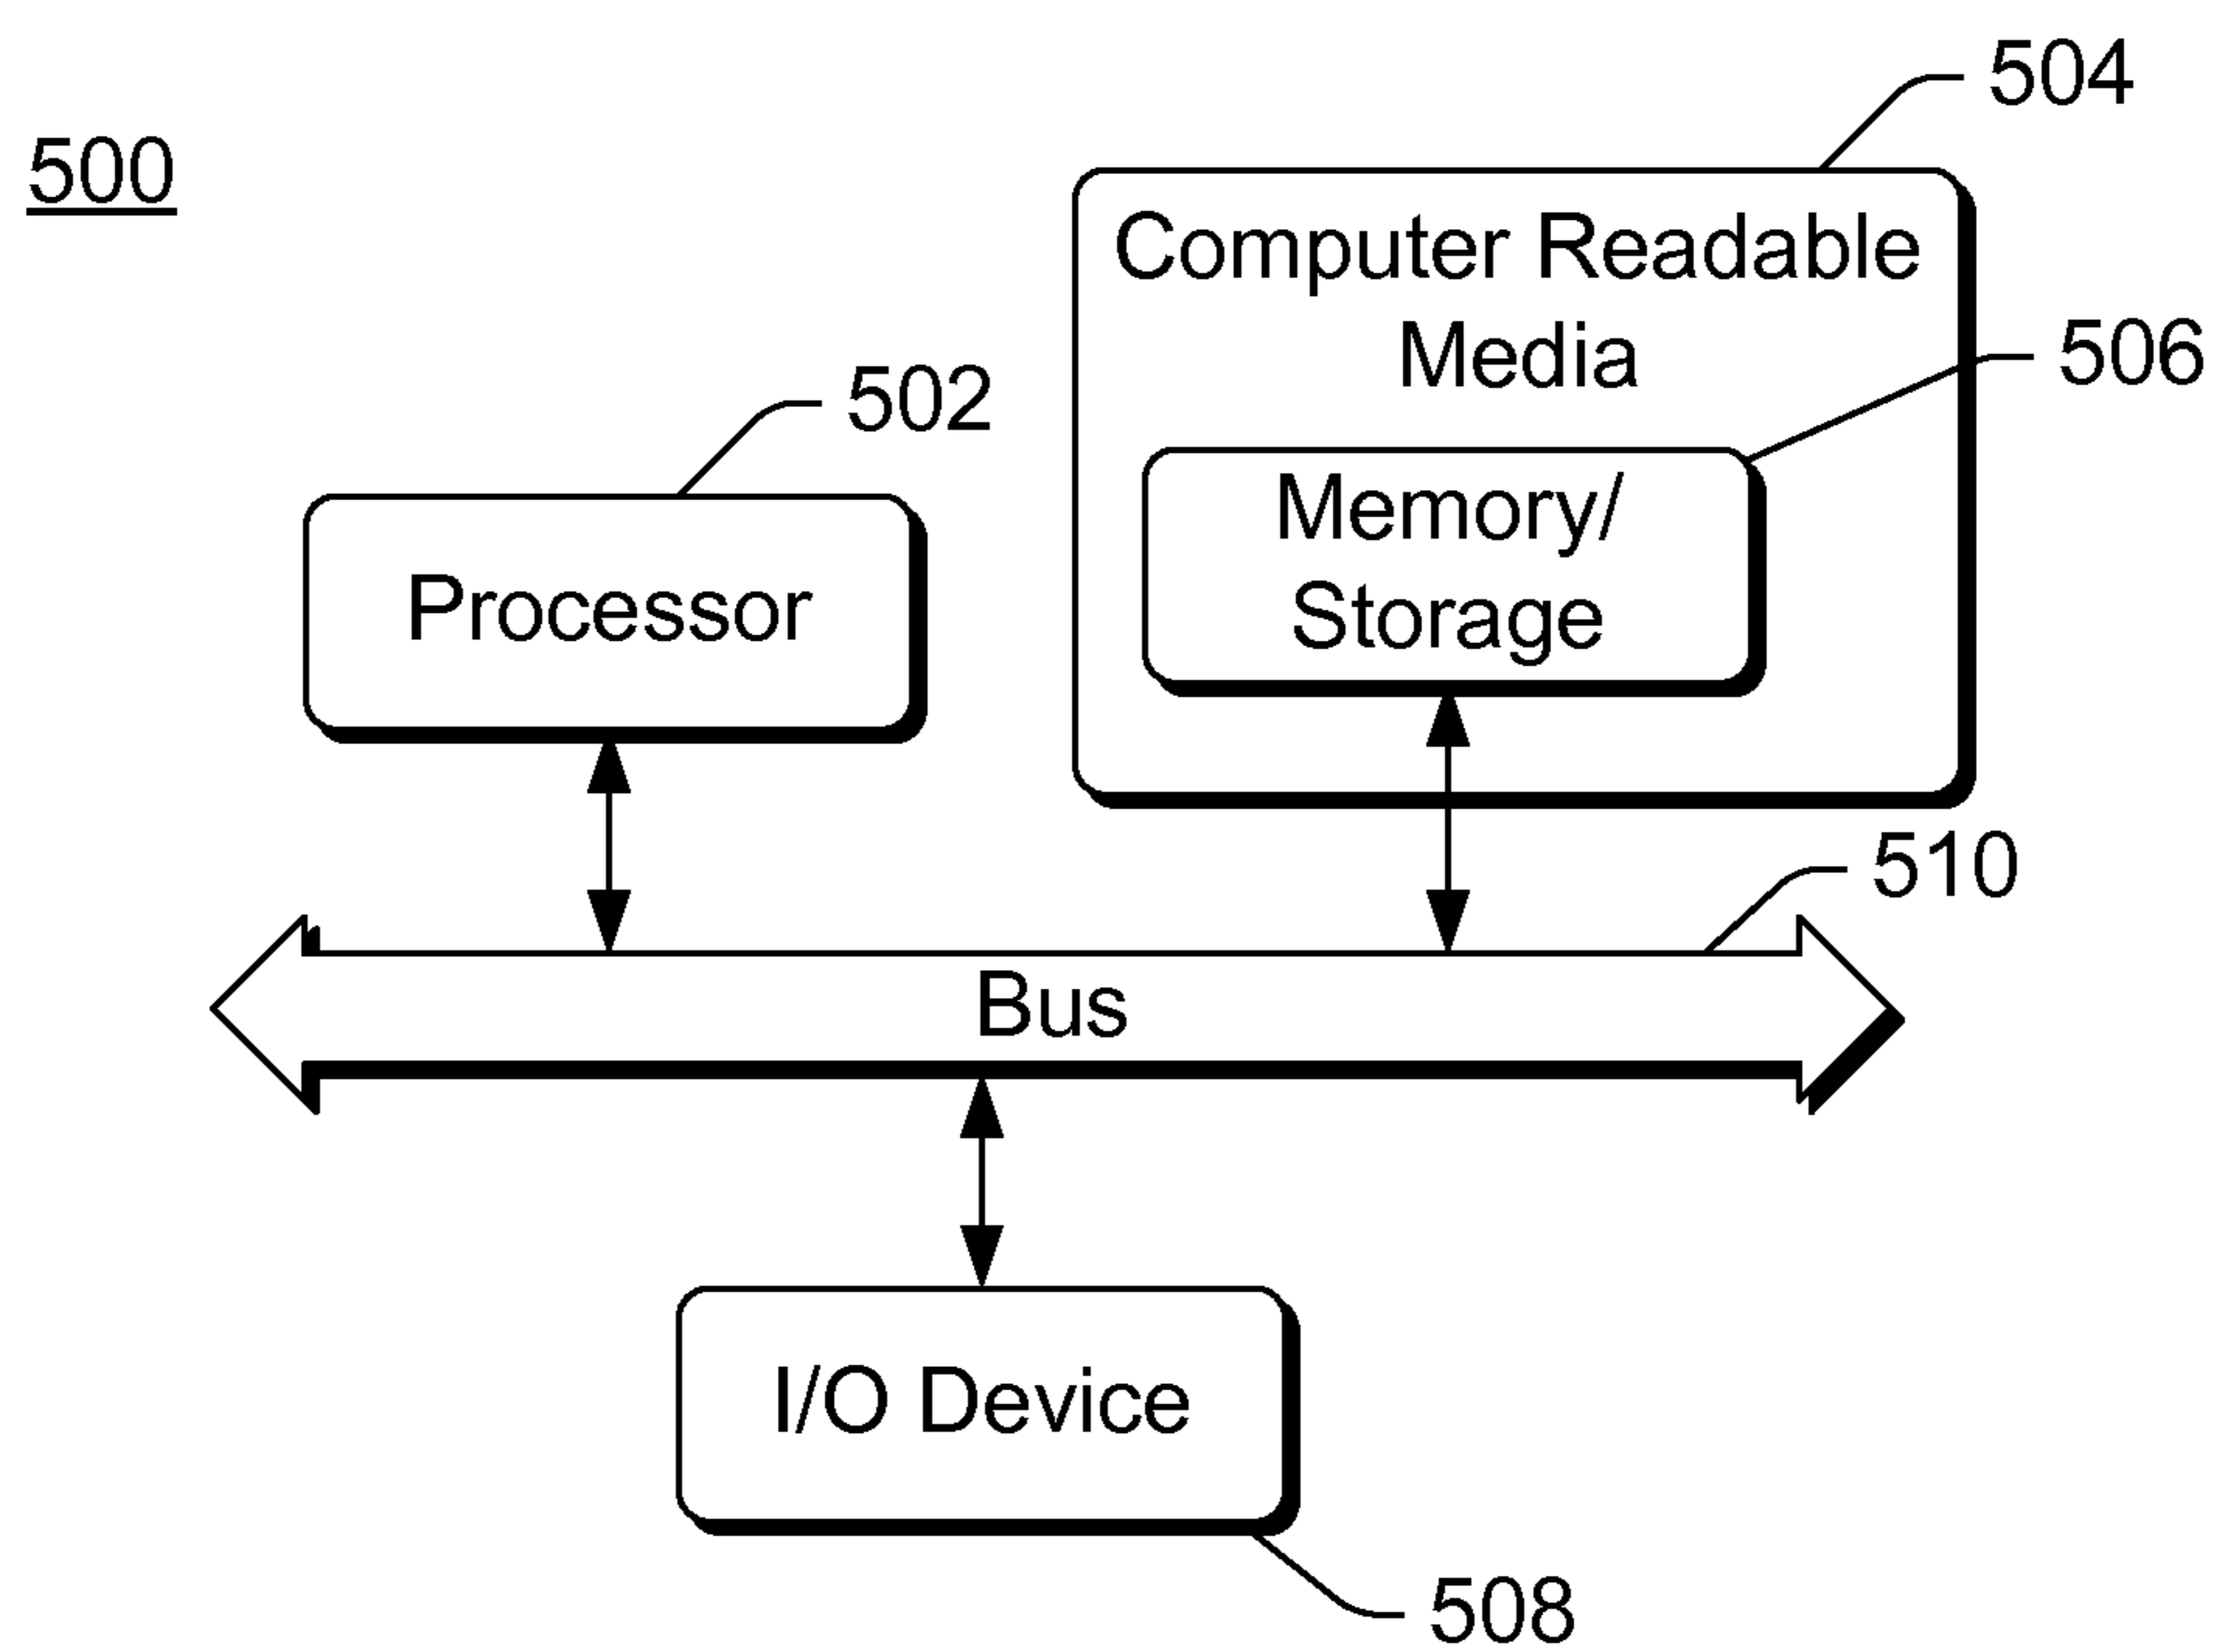 504
500
Computer Readable
Media
506
502
Memory/
Storage
Processor
510
Bus
I/O Device
508